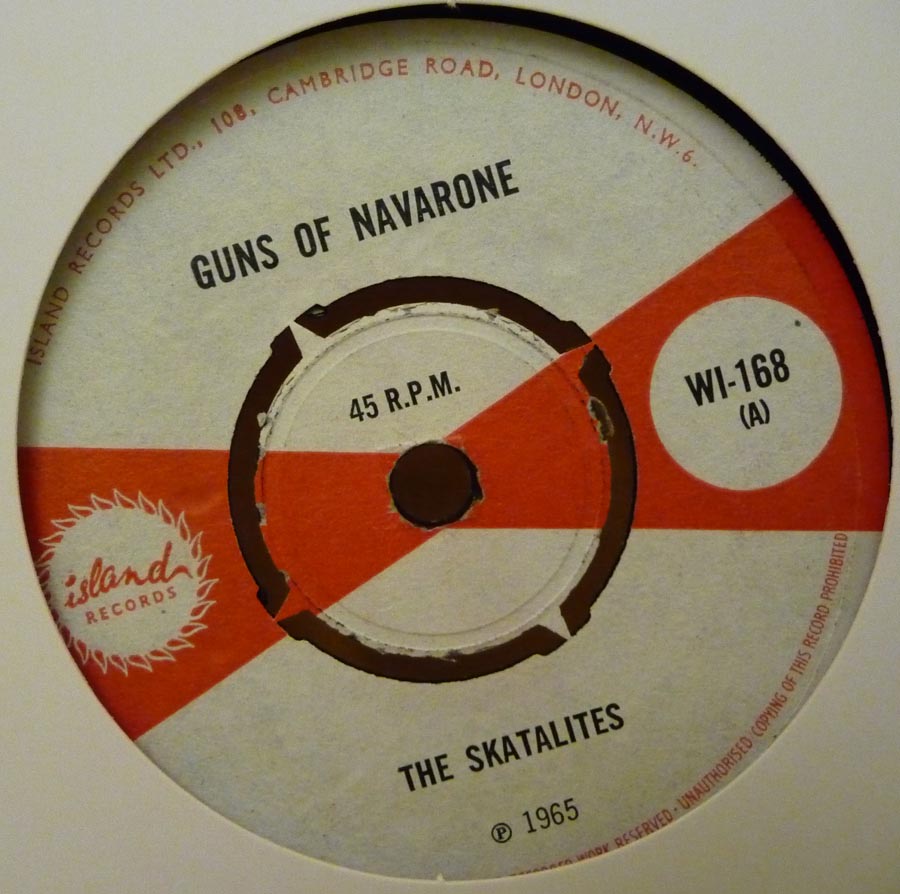 ISLAND RECORDS LTD., 108, CAMBRIDGE ROAD, LONDON, N.W.6.
GUNS OF NAVARONE
45 R.P.M.
WI-168
(A)
island
RECORDS
THE SKATALITES
℗ 1965
WORK RESERVED · UNAUTHORISED COPYING OF THIS RECORD PROHIBITED